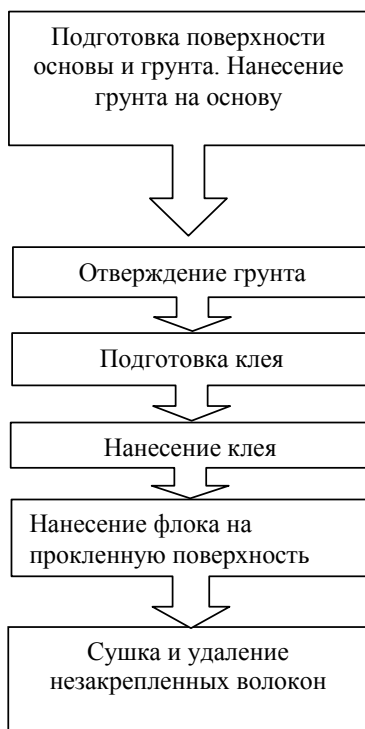 Подготовка поверхности
основы и грунта. Нанесение
грунта на основу
Отверждение грунта
Подготовка клея
Нанесение клея
Нанесение флока на
прокленную поверхность
Сушка и удаление
незакрепленных волокон